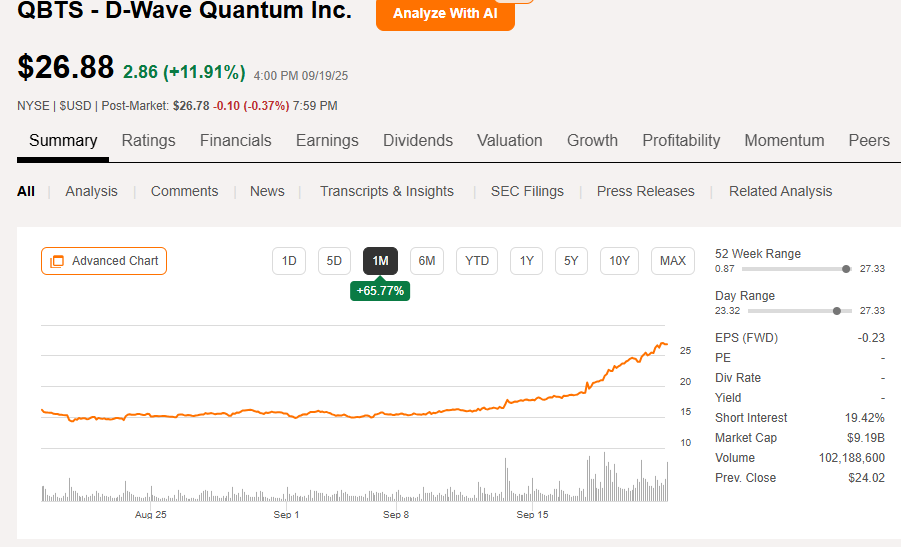 QBTS - D-Wave Quantum Inc.
Analyze With AI
$26.88 2.86 (+11.91%) 4:00 PM 09/19/25
NYSE | $USD | Post-Market: $26.78 -0.10 (-0.37%) 7:59 PM
Summary Ratings Financials Earnings Dividends Valuation Growth Profitability Momentum Peers
All | Analysis | Comments | News | Transcripts & Insights | SEC Filings | Press Releases | Related Analysis
Advanced Chart
1D 5D 1M 6M YTD 1Y 5Y 10Y MAX
+65.77%
25
20
15
10
Aug 25 Sep 1 Sep 8 Sep 15
52 Week Range
0.87 27.33
Day Range
23.32 27.33
EPS (FWD) -0.23
PE -
Div Rate -
Yield -
Short Interest 19.42%
Market Cap $9.19B
Volume 102,188,600
Prev. Close $24.02